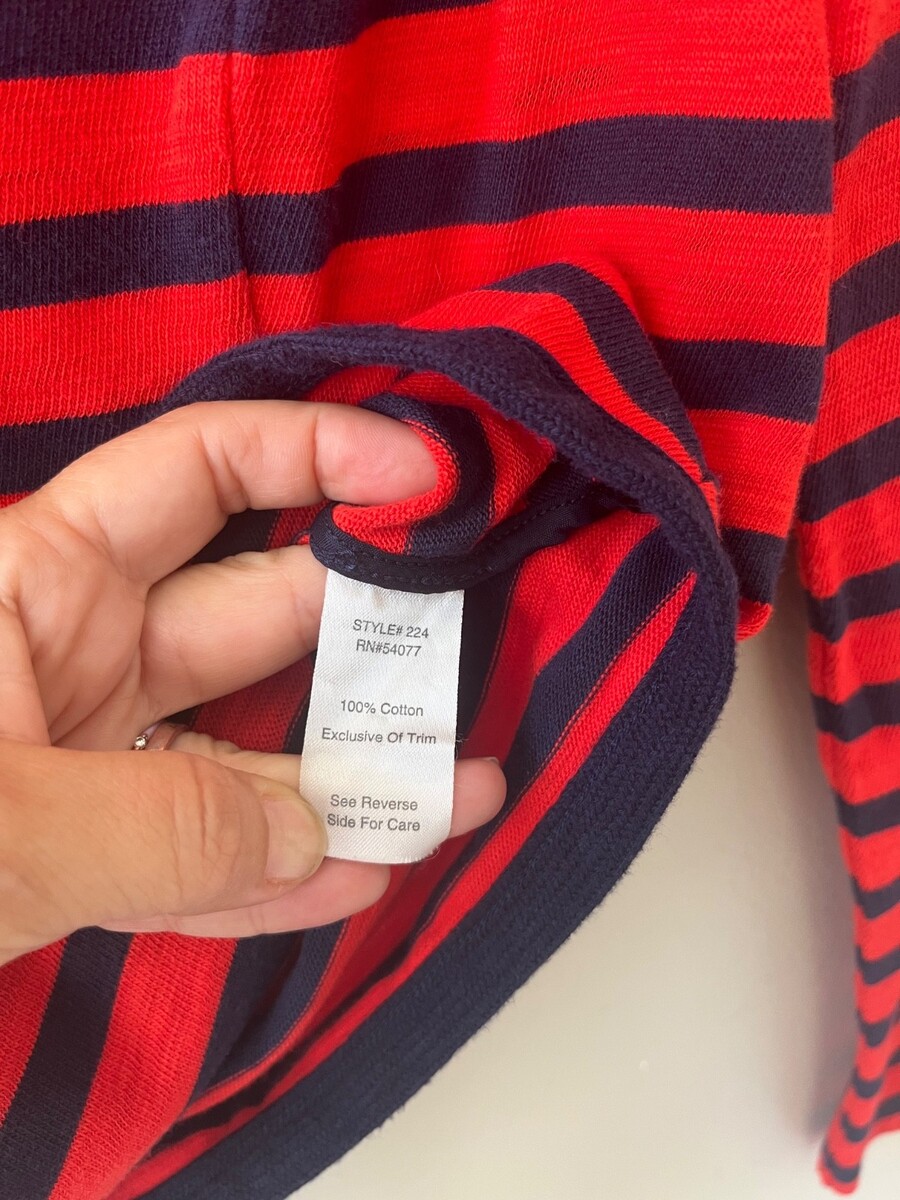 STYLE# 224
RN#54077
100% Cotton
Exclusive Of Trim
See Reverse
Side For Care